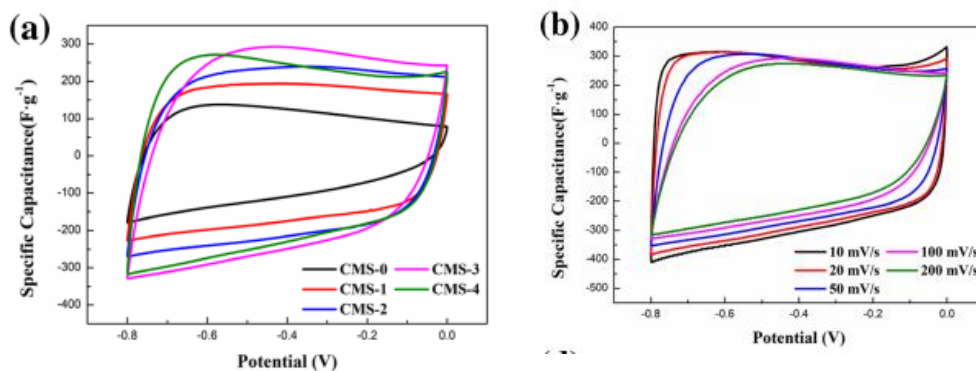 (a)
Specific Capacitance(F·g-1)
300
200
100
0
-100
-200
-300
-400
-0.8
-0.6
-0.4
-0.2
0.0
Potential (V)
CMS-0
CMS-3
CMS-1
CMS-4
CMS-2
(b)
Specific Capacitance(F·g-1)
400
300
200
100
0
-100
-200
-300
-400
-500
-0.8
-0.6
-0.4
-0.2
0.0
Potential (V)
10 mV/s
100 mV/s
20 mV/s
200 mV/s
50 mV/s